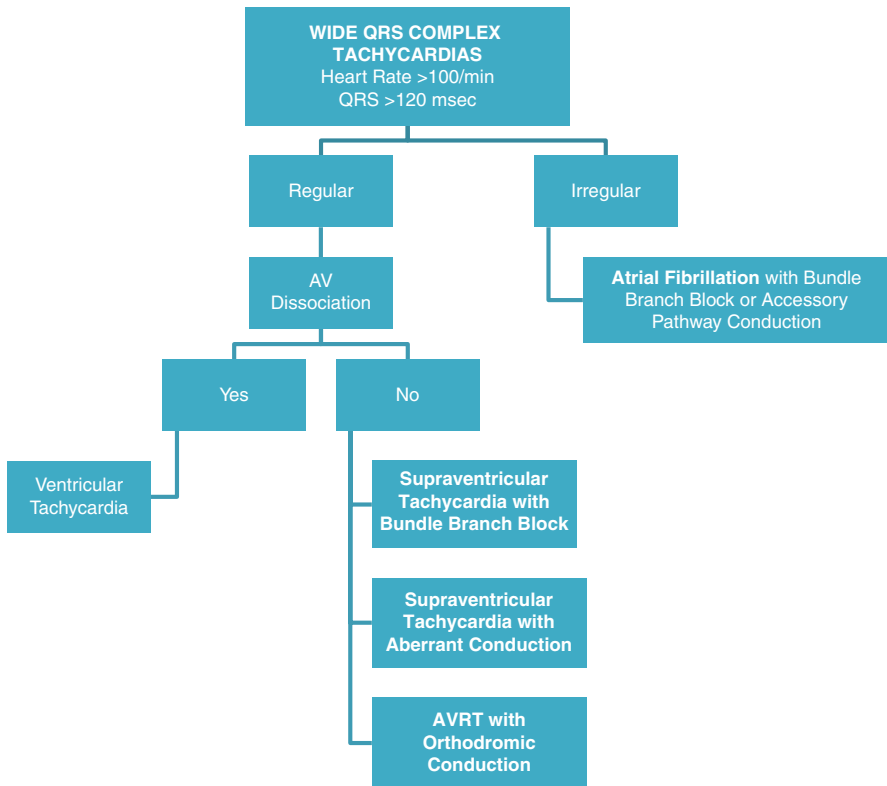 WIDE QRS COMPLEX
TACHYCARDIAS
Heart Rate >100/min
QRS >120 msec
Regular
Irregular
AV
Dissociation
Atrial Fibrillation with Bundle
Branch Block or Accessory
Pathway Conduction
Yes
No
Ventricular
Tachycardia
Supraventricular
Tachycardia with
Bundle Branch Block
Supraventricular
Tachycardia with
Aberrant Conduction
AVRT with
Orthodromic
Conduction